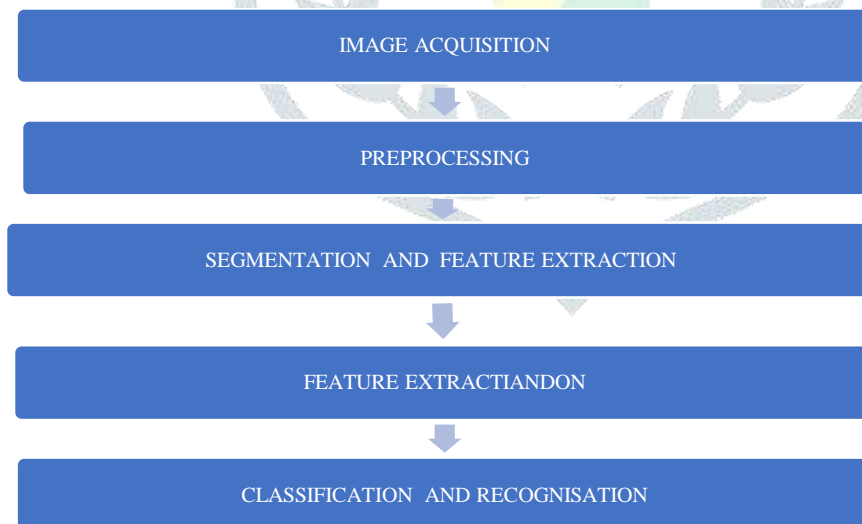 IMAGE ACQUISITION
PREPROCESSING
SEGMENTATION AND FEATURE EXTRACTION
FEATURE EXTRACTIANDON
CLASSIFICATION AND RECOGNISATION